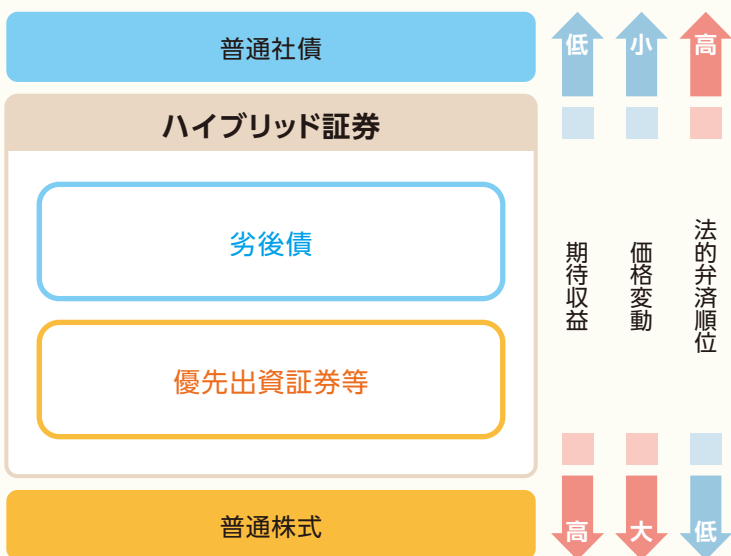 普通社債
ハイブリッド証券
劣後債
優先出資証券等
普通株式
低
小
高
期待収益
価格変動
法的弁済順位
高
大
低